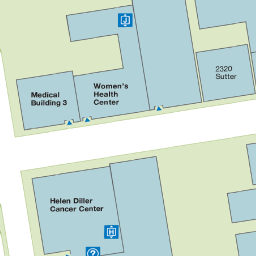 2320
Sutter
Women's
Health
Center
Medical
Building 3
Helen Diller
Cancer Center
H
?